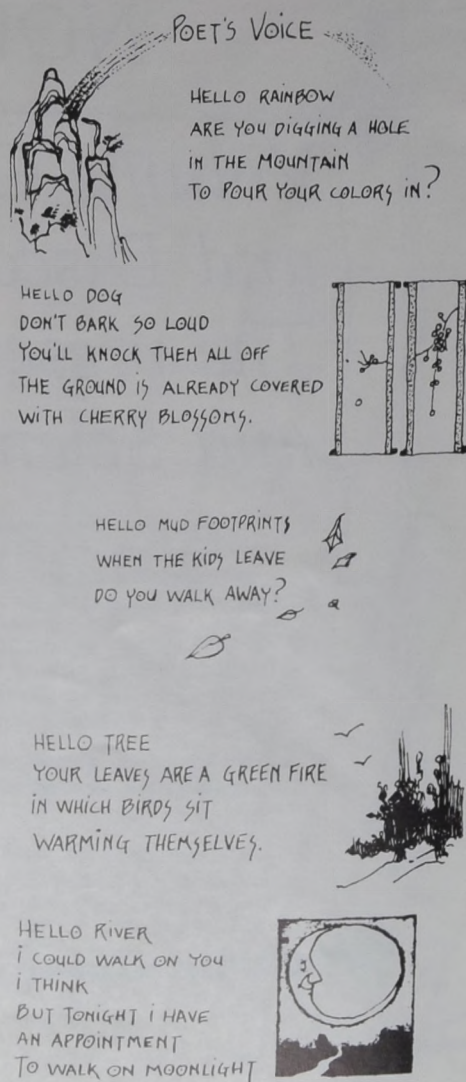 POET'S VOICE
HELLO RAINBOW
ARE YOU DIGGING A HOLE
IN THE MOUNTAIN
TO POUR YOUR COLORS IN?
HELLO DOG
DON'T BARK SO LOUD
YOU'LL KNOCK THEM ALL OFF
THE GROUND IS ALREADY COVERED
WITH CHERRY BLOSSOMS.
HELLO MUD FOOTPRINTS
WHEN THE KIDS LEAVE
DO YOU WALK AWAY?
HELLO TREE
YOUR LEAVES ARE A GREEN FIRE
IN WHICH BIRDS SIT
WARMING THEMSELVES.
HELLO RIVER
I COULD WALK ON YOU
I THINK
BUT TONIGHT I HAVE
AN APPOINTMENT
TO WALK ON MOONLIGHT